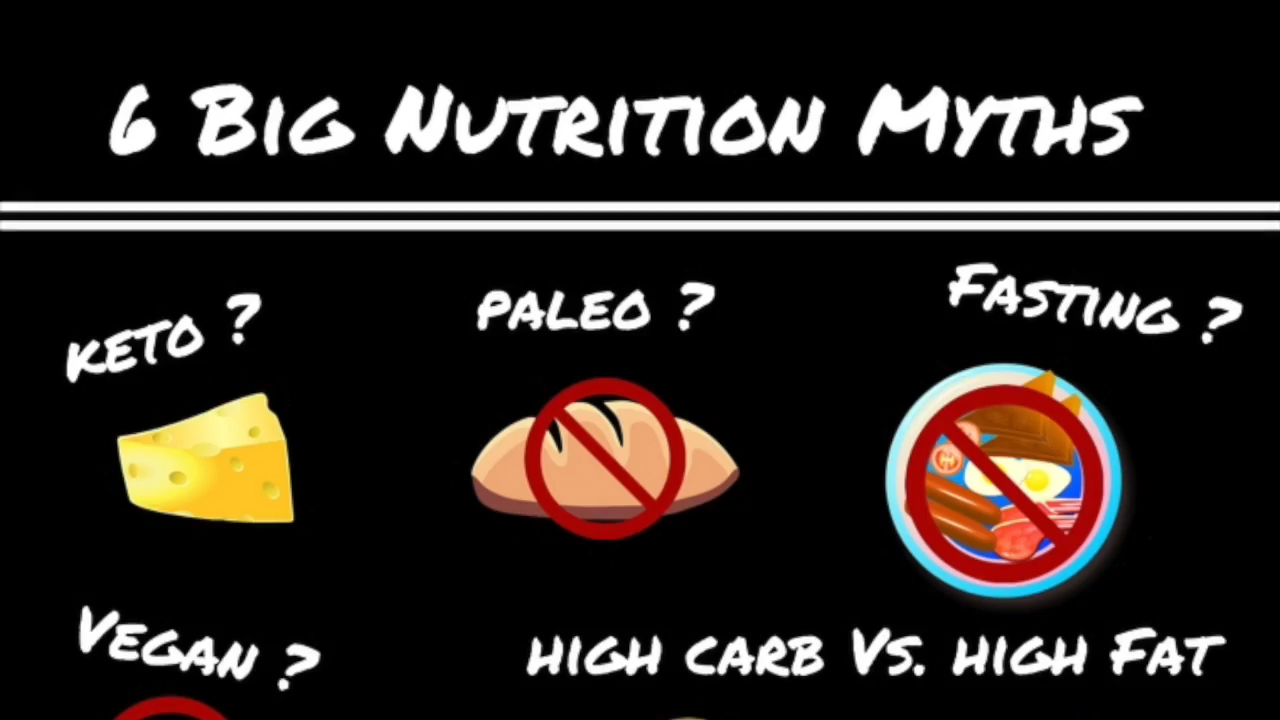 6 Big Nutrition Myths
Keto ?
Paleo ?
Fasting ?
Vegan ?
High Carb Vs. High Fat